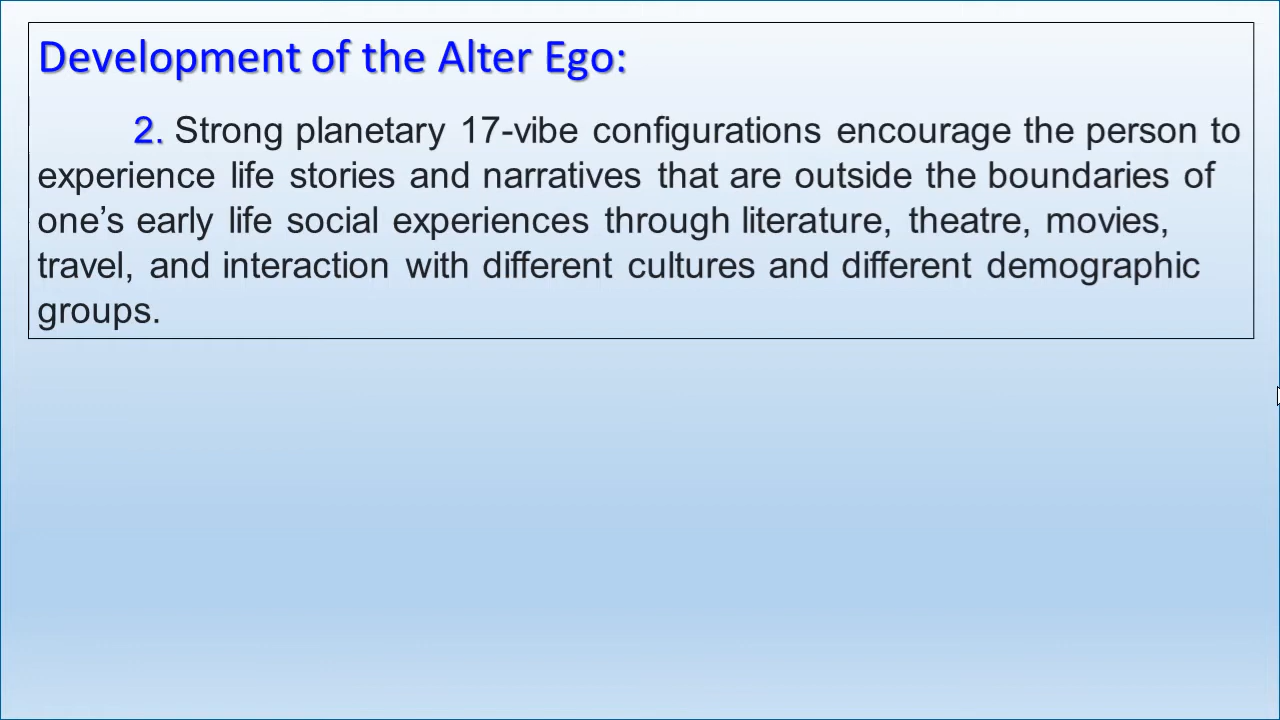 Development of the Alter Ego:
2. Strong planetary 17-vibe configurations encourage the person to
experience life stories and narratives that are outside the boundaries of
one’s early life social experiences through literature, theatre, movies,
travel, and interaction with different cultures and different demographic
groups.